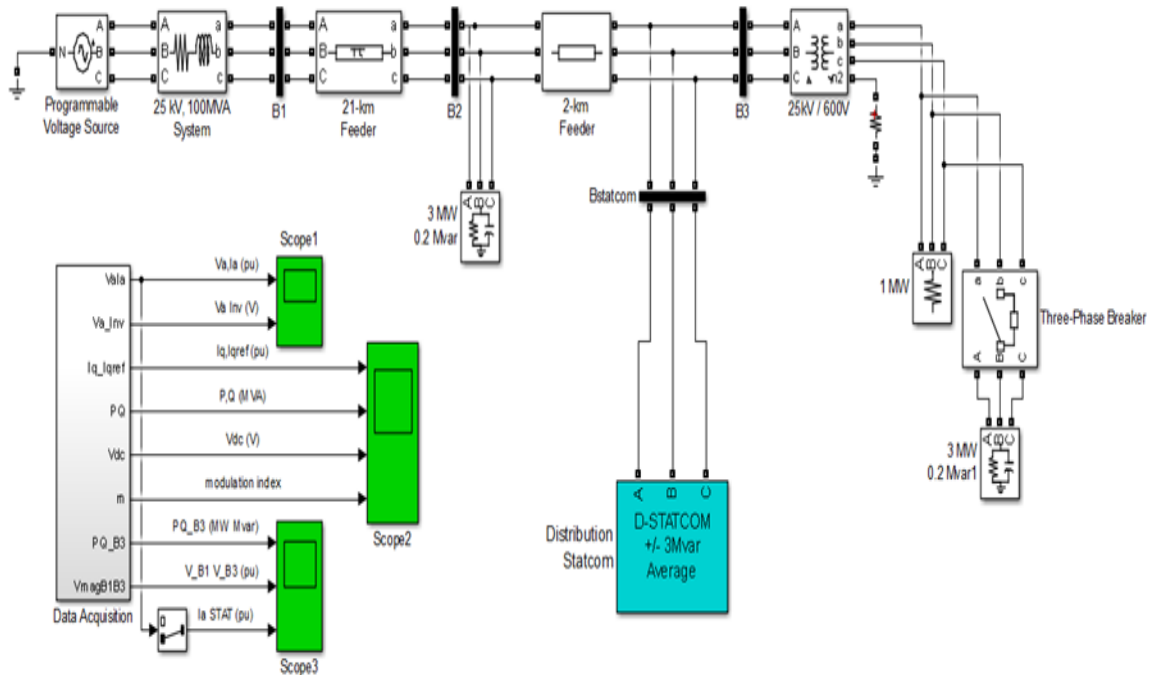 N
A
B
C
Programmable
Voltage Source
A
B
C
a
b
c
25 kV, 100MVA
System
B1
A
B
C
a
b
c
21-km
Feeder
B2
2-km
Feeder
B3
A
B
C
a
b
c
n2
25kV / 600V
A
B
C
3 MW
0.2 Mvar
Bstatcom
A
B
C
1 MW
a
b
c
A
B
C
Three-Phase Breaker
A
B
C
3 MW
0.2 Mvar1
A
B
C
D-STATCOM
+/- 3Mvar
Average
Distribution
Statcom
VaIa
Va_Inv
Iq_Iqref
PQ
Vdc
m
PQ_B3
VmagB1B3
Data Acquisition
Va,Ia (pu)
Va Inv (V)
Iq,Iqref (pu)
P,Q (MVA)
Vdc (V)
modulation index
PQ_B3 (MW Mvar)
V_B1 V_B3 (pu)
Ia STAT (pu)
Scope1
Scope2
Scope3